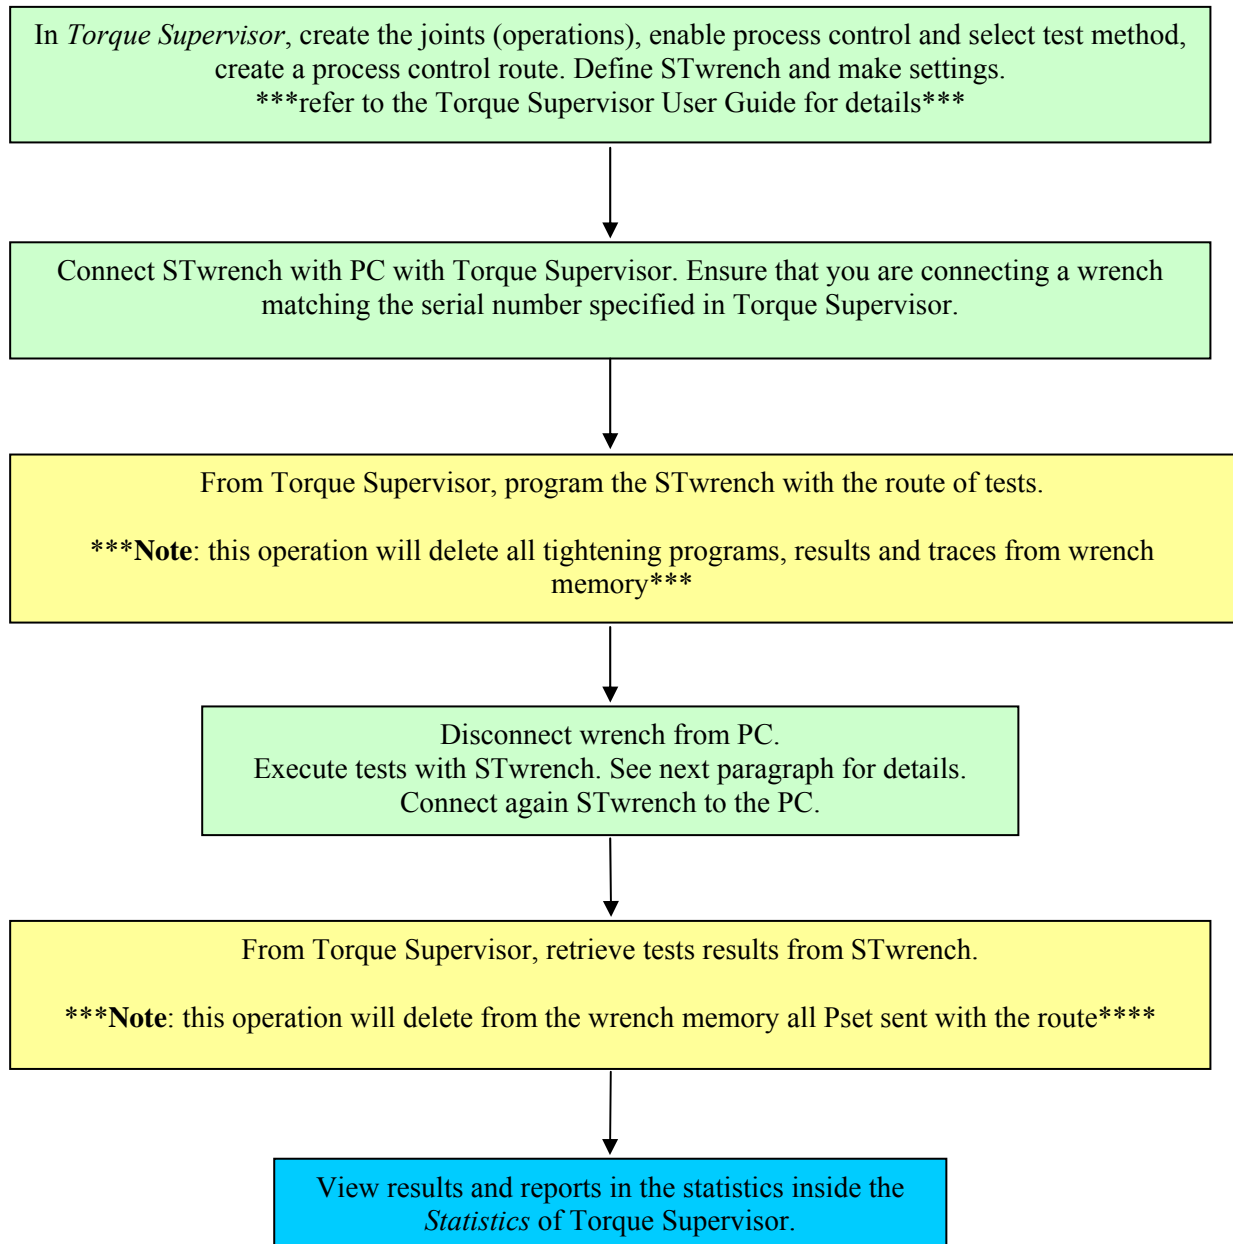 In Torque Supervisor, create the joints (operations), enable process control and select test method,
create a process control route. Define STwrench and make settings.
***refer to the Torque Supervisor User Guide for details***
Connect STwrench with PC with Torque Supervisor. Ensure that you are connecting a wrench
matching the serial number specified in Torque Supervisor.
From Torque Supervisor, program the STwrench with the route of tests.
***Note: this operation will delete all tightening programs, results and traces from wrench
memory***
Disconnect wrench from PC.
Execute tests with STwrench. See next paragraph for details.
Connect again STwrench to the PC.
From Torque Supervisor, retrieve tests results from STwrench.
***Note: this operation will delete from the wrench memory all Pset sent with the route****
View results and reports in the statistics inside the
Statistics of Torque Supervisor.